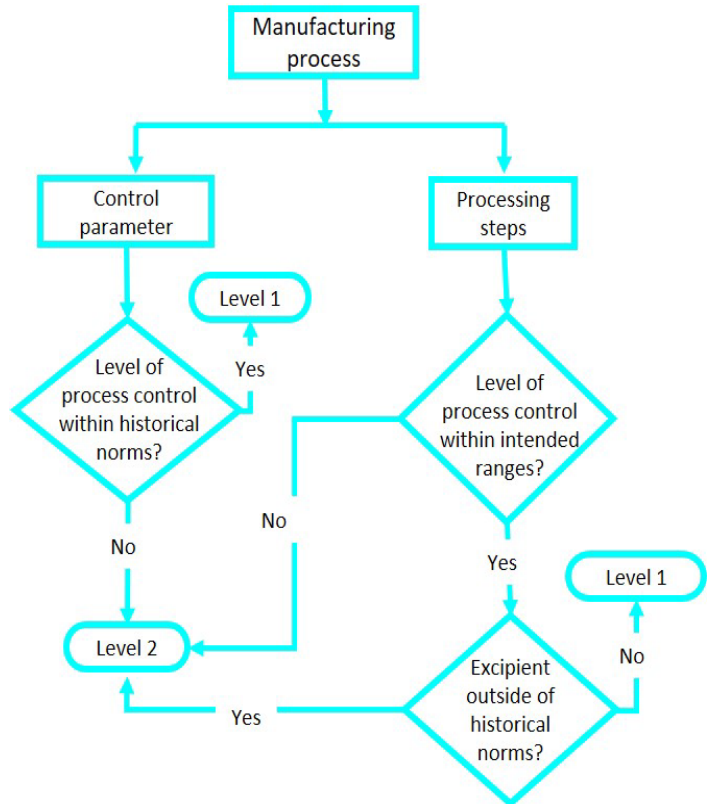 Manufacturing
process
Control
parameter
Processing
steps
Level 1
Level of
process control
within historical
norms?
Yes
Level of
process control
within intended
ranges?
No
No
Yes
Level 1
Level 2
Excipient
outside of
historical
norms?
No
Yes